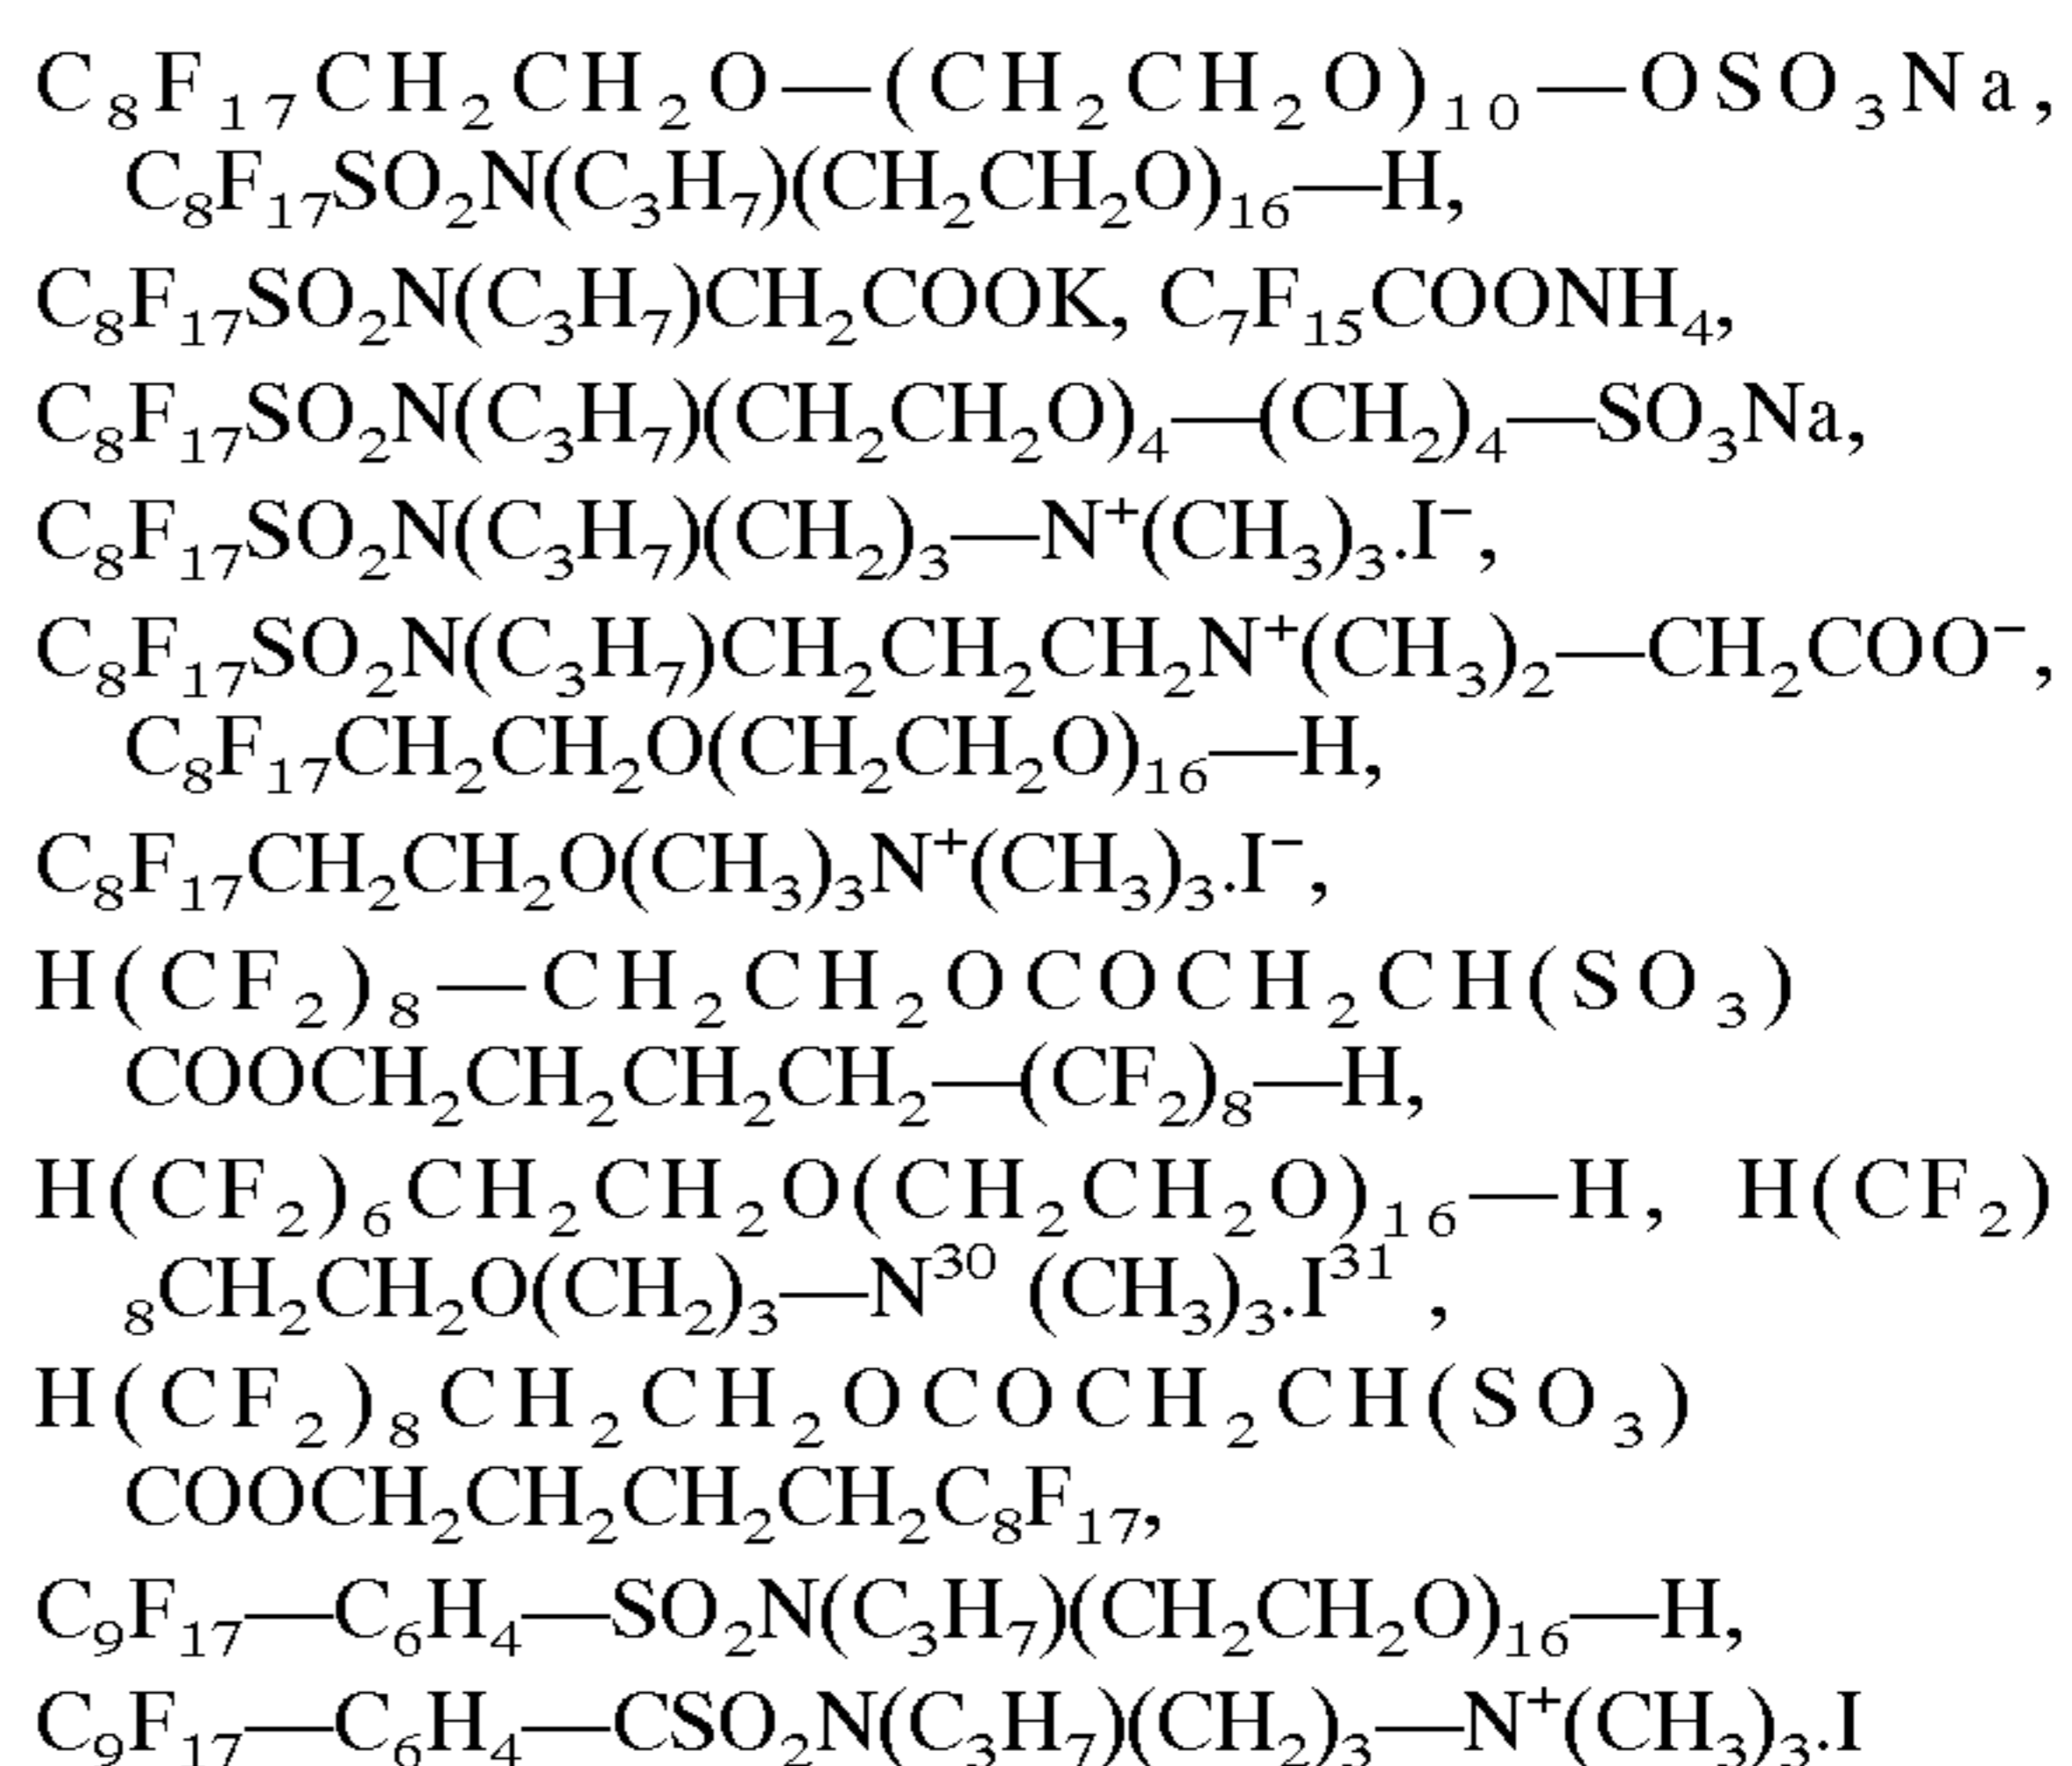 C₈F₁₇CH₂CH₂O—(CH₂CH₂O)₁₀—OSO₃Na,
C₈F₁₇SO₂N(C₃H₇)(CH₂CH₂O)₁₆—H,
C₈F₁₇SO₂N(C₃H₇)CH₂COOK, C₇F₁₅COONH₄,
C₈F₁₇SO₂N(C₃H₇)(CH₂CH₂O)₄—(CH₂)₄—SO₃Na,
C₈F₁₇SO₂N(C₃H₇)(CH₂)₃—N⁺(CH₃)₃.I⁻,
C₈F₁₇SO₂N(C₃H₇)CH₂CH₂CH₂N⁺(CH₃)₂—CH₂COO⁻,
C₈F₁₇CH₂CH₂O(CH₂CH₂O)₁₆—H,
C₈F₁₇CH₂CH₂O(CH₃)₃N⁺(CH₃)₃.I⁻,
H(CF₂)₈—CH₂CH₂OCOCH₂CH(SO₃)
COOCH₂CH₂CH₂CH₂—(CF₂)₈—H,
H(CF₂)₆CH₂CH₂O(CH₂CH₂O)₁₆—H, H(CF₂)
₈CH₂CH₂O(CH₂)₃—N³⁰ (CH₃)₃.I³¹ ,
H(CF₂)₈CH₂CH₂OCOCH₂CH(SO₃)
COOCH₂CH₂CH₂CH₂C₈F₁₇,
C₉F₁₇—C₆H₄—SO₂N(C₃H₇)(CH₂CH₂O)₁₆—H,
C₉F₁₇—C₆H₄—CSO₂N(C₃H₇)(CH₂)₃—N⁺(CH₃)₃.I